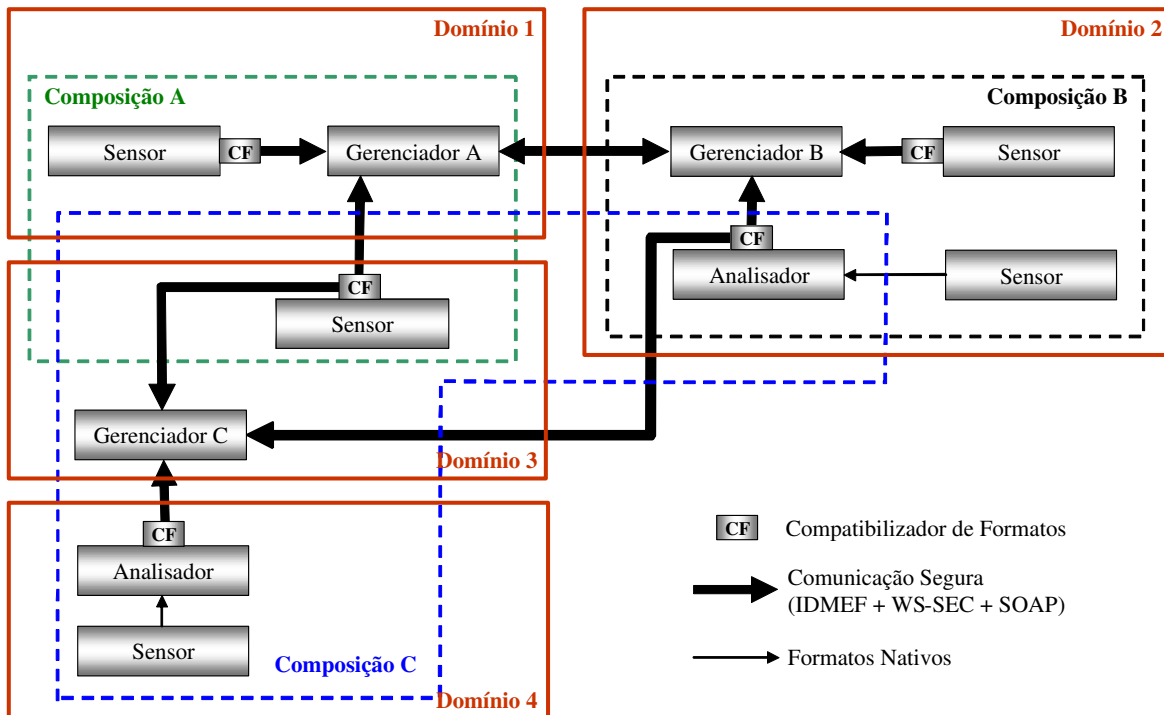 Domínio 1
Domínio 2
Composição A
Composição B
Sensor
CF
Gerenciador A
Gerenciador B
CF
Sensor
CF
Analisador
Sensor
CF
Sensor
Gerenciador C
Domínio 3
CF
Analisador
Sensor
Composição C
Domínio 4
CF
Compatibilizador de Formatos
Comunicação Segura
(IDMEF + WS-SEC + SOAP)
Formatos Nativos